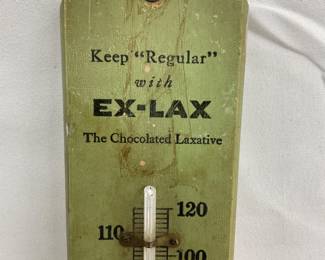 Keep "Regular"
with
EX-LAX
The Chocolated Laxative
120
110
100